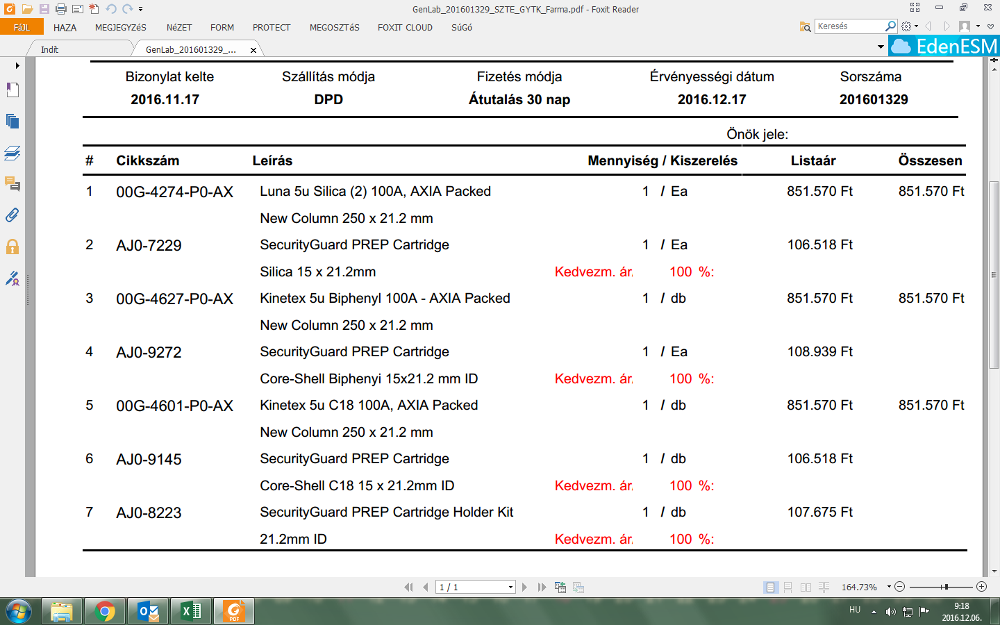 GenLab_201601329_SZTE_GYTK_Farma.pdf - Foxit Reader
FáJL HAZA MEGJEGYZéS NéZET FORM PROTECT MEGOSZTáS FOXIT CLOUD SúGó Keresés
Indít GenLab_201601329_... x EdenESM
Bizonylat kelte Szállítás módja Fizetés módja Érvényességi dátum Sorszáma
2016.11.17 DPD Átutalás 30 nap 2016.12.17 201601329
Önök jele:
# Cikkszám Leírás Mennyiség / Kiszerelés Listaár Összesen
1 00G-4274-P0-AX Luna 5u Silica (2) 100A, AXIA Packed 1 / Ea 851.570 Ft 851.570 Ft
New Column 250 x 21.2 mm
2 AJ0-7229 SecurityGuard PREP Cartridge 1 / Ea 106.518 Ft
Silica 15 x 21.2mm Kedvezm. ár. 100 %:
3 00G-4627-P0-AX Kinetex 5u Biphenyl 100A - AXIA Packed 1 / db 851.570 Ft 851.570 Ft
New Column 250 x 21.2 mm
4 AJ0-9272 SecurityGuard PREP Cartridge 1 / Ea 108.939 Ft
Core-Shell Biphenyi 15x21.2 mm ID Kedvezm. ár. 100 %:
5 00G-4601-P0-AX Kinetex 5u C18 100A, AXIA Packed 1 / db 851.570 Ft 851.570 Ft
New Column 250 x 21.2 mm
6 AJ0-9145 SecurityGuard PREP Cartridge 1 / db 106.518 Ft
Core-Shell C18 15 x 21.2mm ID Kedvezm. ár. 100 %:
7 AJ0-8223 SecurityGuard PREP Cartridge Holder Kit 1 / db 107.675 Ft
21.2mm ID Kedvezm. ár. 100 %:
1 / 1 164.73%
HU 9:18
2016.12.06.